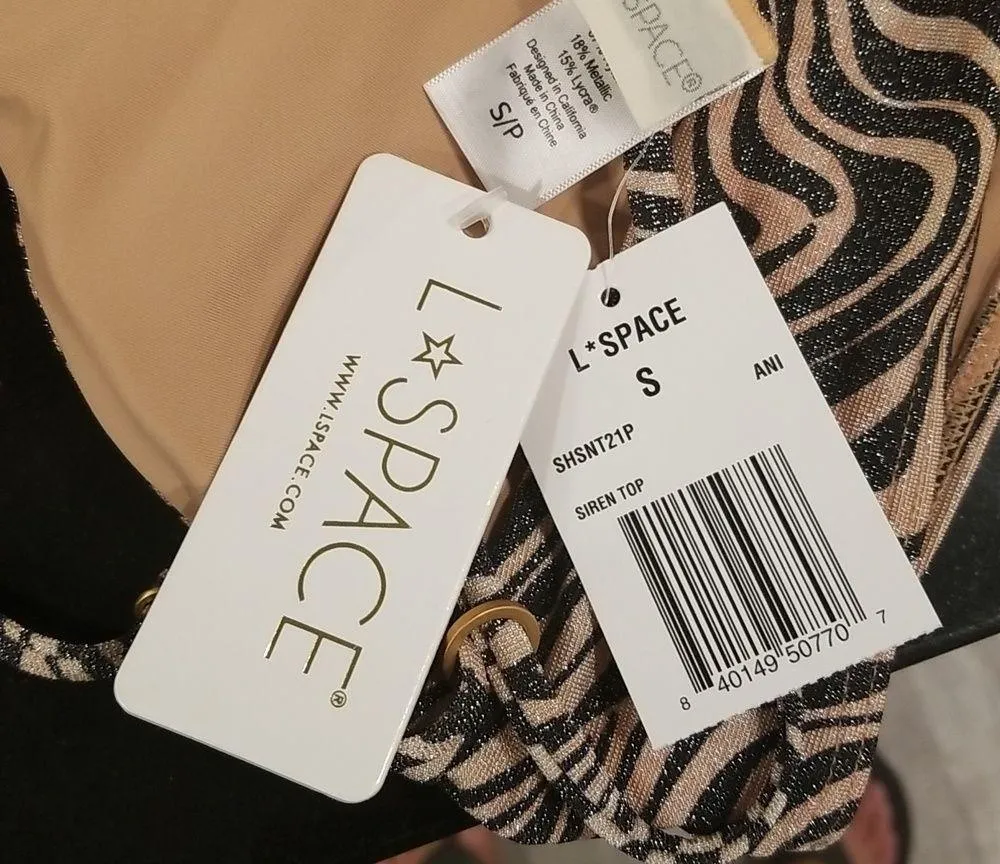 SPACE®
18% Metallic
15% Lycra®
Designed in California
Made in China
Fabriqué en Chine
S/P
L☆SPACE®
WWW.LSPACE.COM
L*SPACE
S
ANI
SHSNT21P
SIREN TOP
8 40149 50770 7